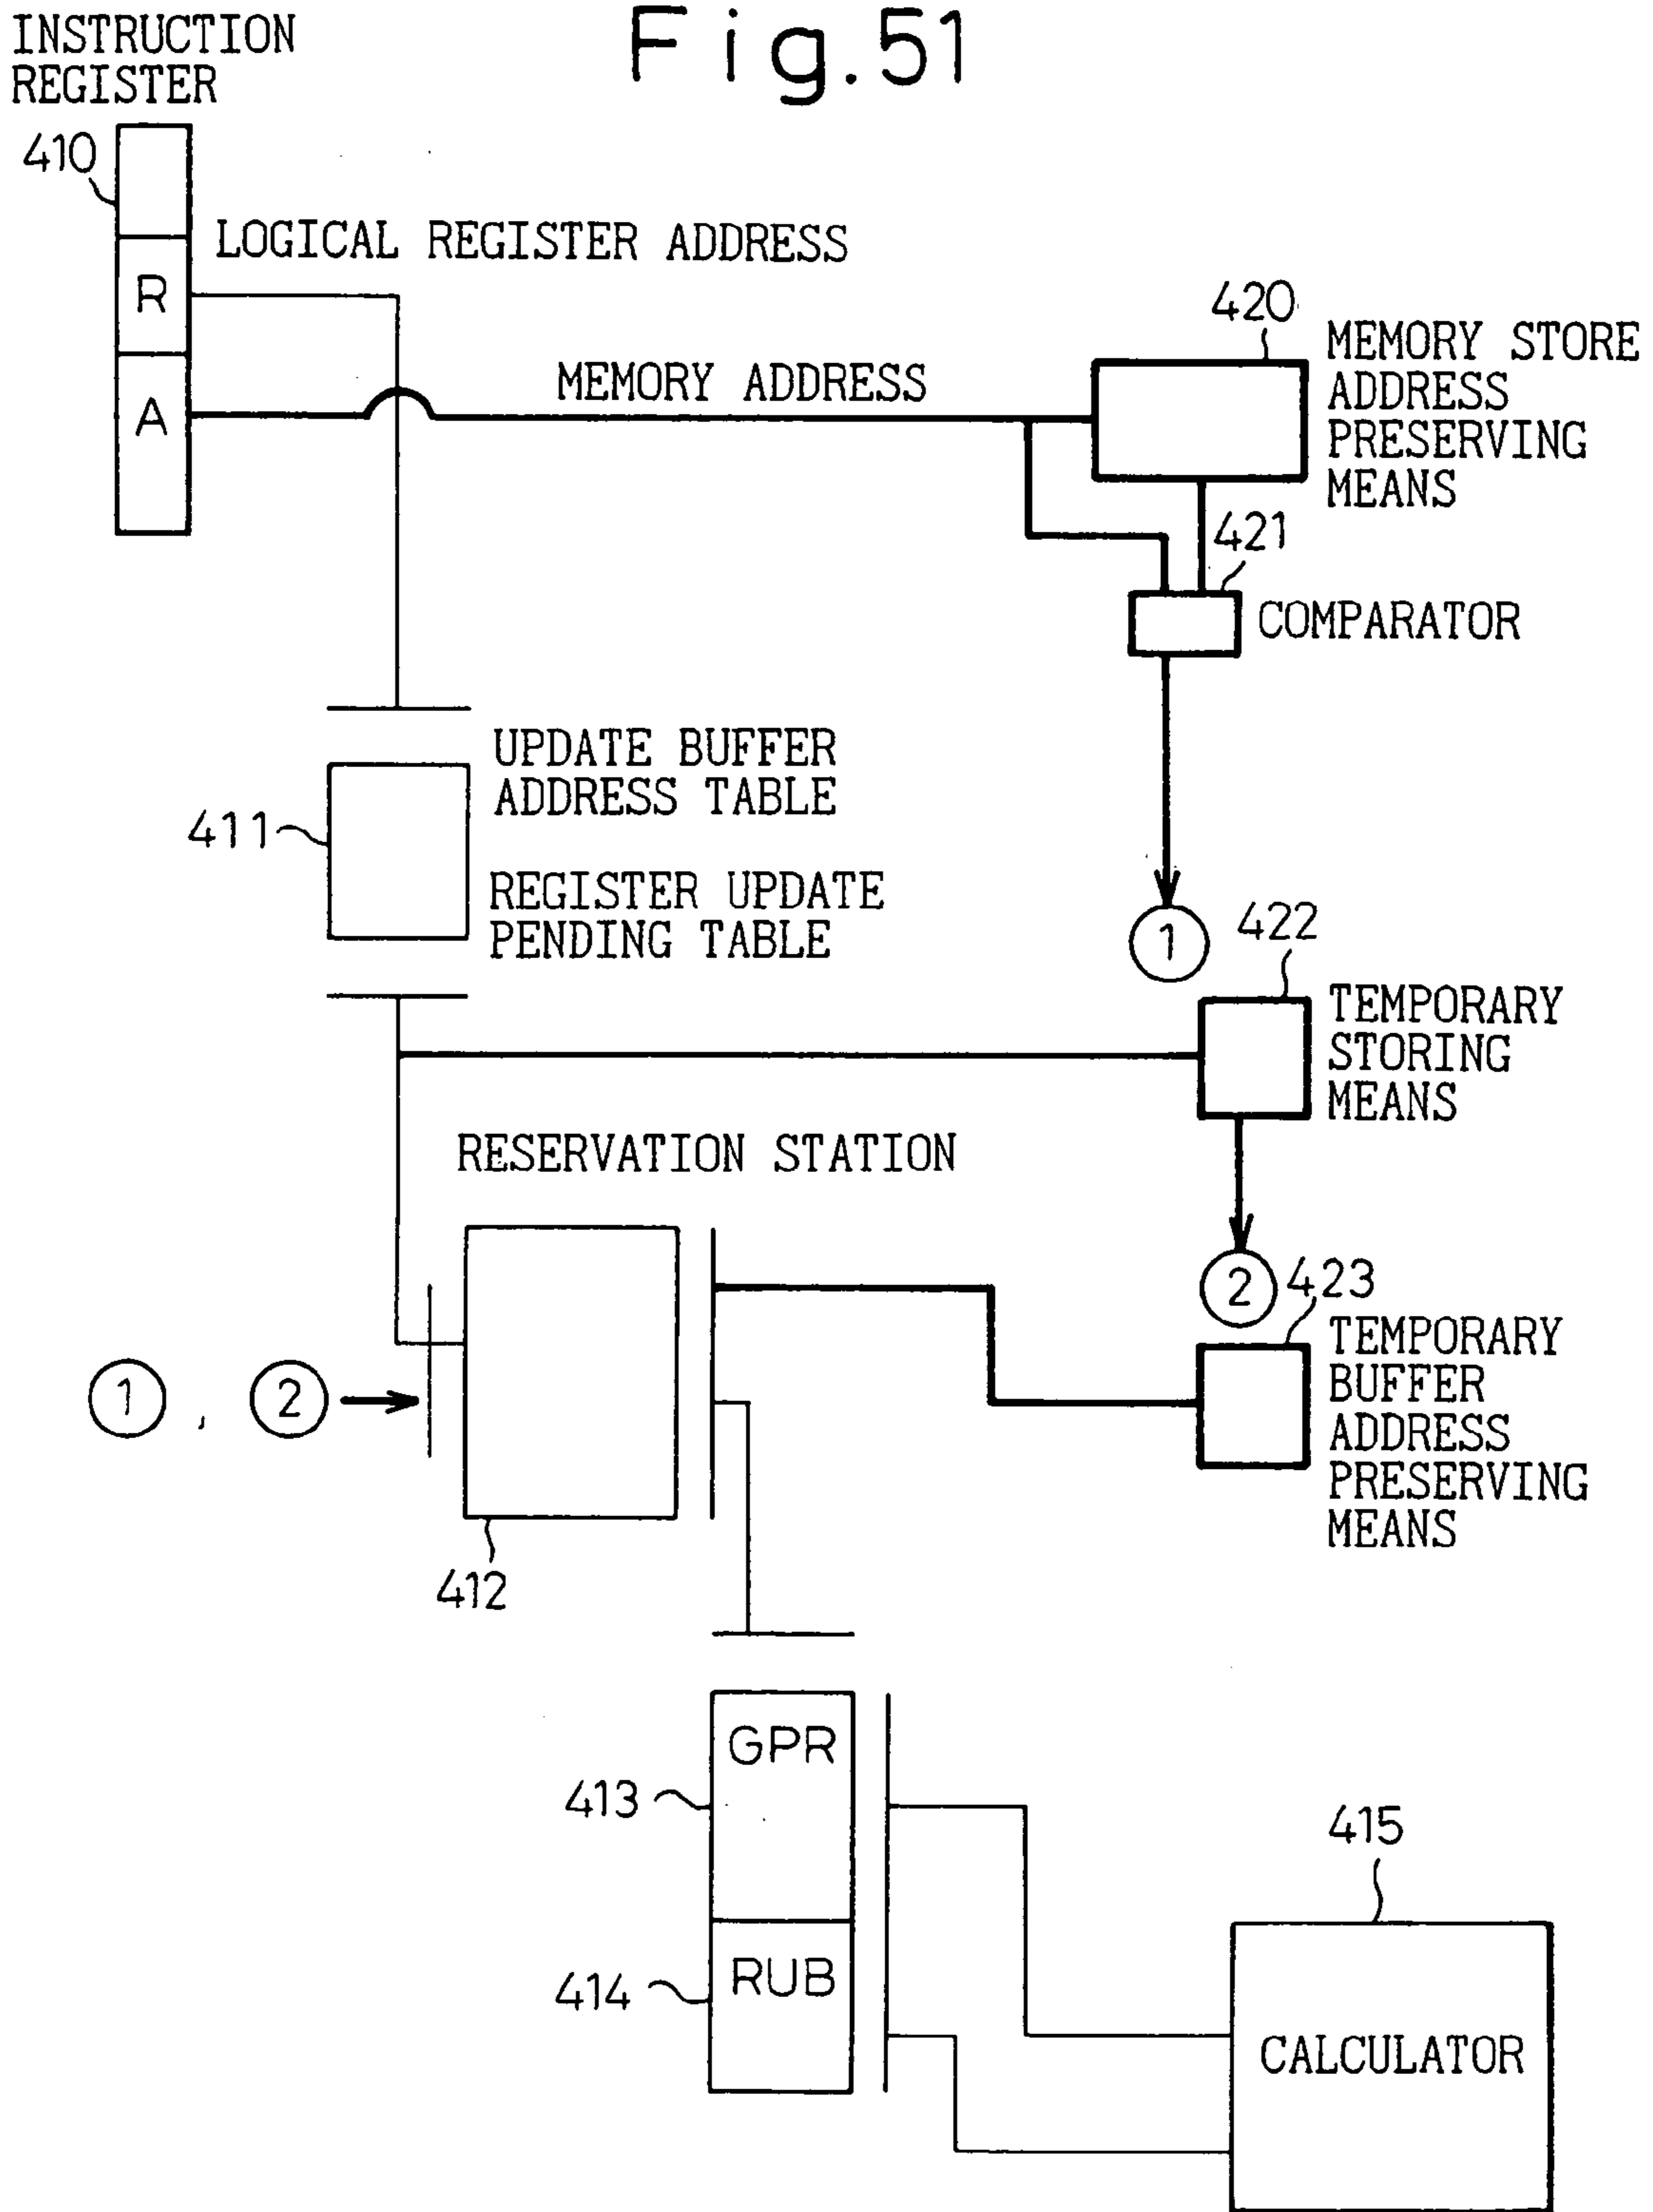 Fig.51
INSTRUCTION
REGISTER
410
LOGICAL REGISTER ADDRESS
R
A
MEMORY ADDRESS
420
MEMORY STORE
ADDRESS
PRESERVING
MEANS
421
COMPARATOR
1
UPDATE BUFFER
ADDRESS TABLE
411
REGISTER UPDATE
PENDING TABLE
422
TEMPORARY
STORING
MEANS
2
RESERVATION STATION
1 , 2
412
423
TEMPORARY
BUFFER
ADDRESS
PRESERVING
MEANS
GPR
413
RUB
414
415
CALCULATOR